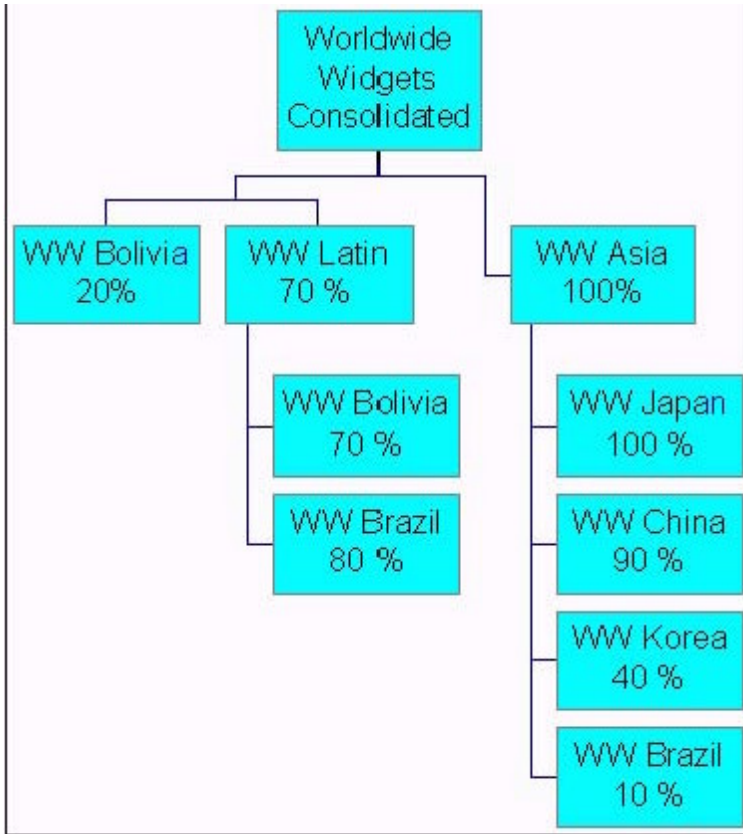 Worldwide
Widgets
Consolidated
WW Bolivia
20%
WW Latin
70 %
WW Asia
100%
WW Bolivia
70 %
WW Brazil
80 %
WW Japan
100 %
WW China
90 %
WW Korea
40 %
WW Brazil
10 %